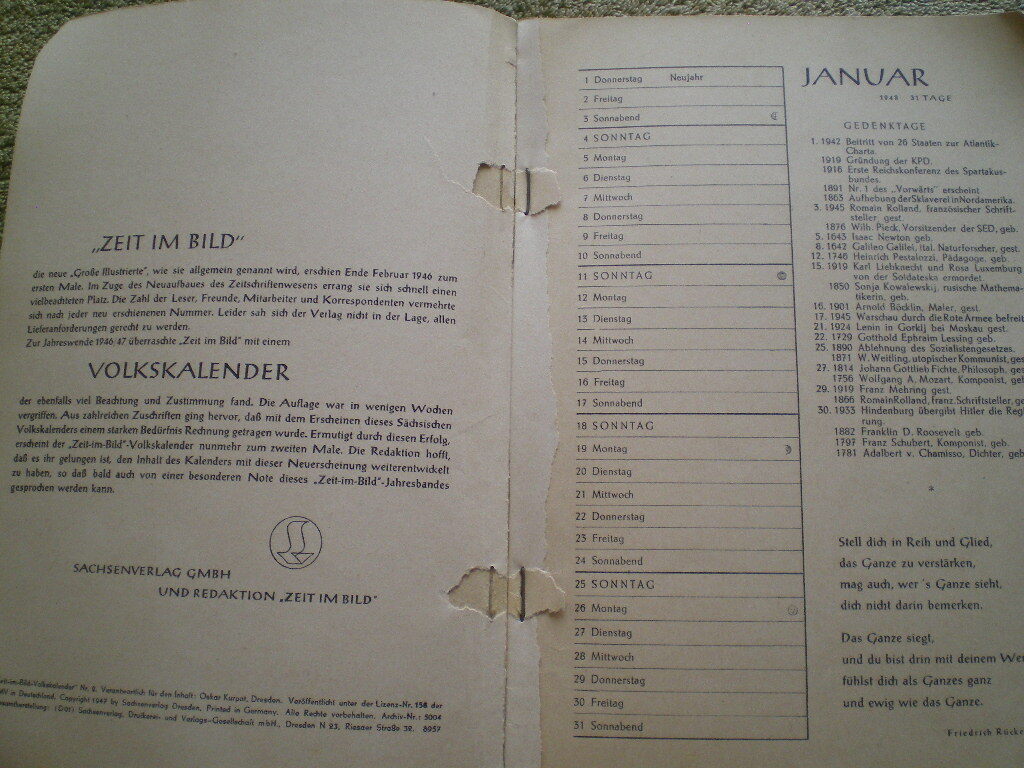 „ZEIT IM BILD"
die neue „Große Illustrierte", wie sie allgemein genannt wird, erschien Ende Februar 1946 zum
ersten Male. Im Zuge des Neuaufbaues des Zeitschriftenwesens errang sie sich schnell einen
vielbeachteten Platz. Die Zahl der Leser, Freunde, Mitarbeiter und Korrespondenten vermehrte
sich nach jeder neu erschienenen Nummer. Leider sah sich der Verlag nicht in der Lage, allen
Lieferanforderungen gerecht zu werden.
Zur Jahreswende 1946 47 überraschte „Zeit im Bild" mit einem
VOLKSKALENDER
der ebenfalls viel Beachtung und Zustimmung fand. Die Auflage war in wenigen Wochen
vergriffen. Aus zahlreichen Zuschriften ging hervor, daß mit dem Erscheinen dieses Sächsischen
Volkskalenders einem starken Bedürfnis Rechnung getragen wurde. Ermutigt durch diesen Erfolg,
erscheint der „Zeit-im-Bild"-Volkskalender nunmehr zum zweiten Male. Die Redaktion hofft,
daß es ihr gelungen ist, den Inhalt des Kalenders mit dieser Neuerscheinung weiterentwickelt
zu haben, so daß bald auch von einer besonderen Note dieses „Zeit-im-Bild"-Jahresbandes
gesprochen werden kann.
SACHSENVERLAG GMBH
UND REDAKTION „ZEIT IM BILD"
eit-im-Bild-Volkskalender" Nr. 2. Verantwortlich für den Inhalt: Oskar Dresden. Veröffentlicht unter der Lizenz-Nr. 158 der
in Deutschland. Copyright 1947 by Sachsenverlag Dresden. Printed in Germany. Alle Rechte vorbehalten. Archiv-Nr.: 5004
Sachsenverlag, Druckerei- und Verlags-Gesellschaft mbH., Dresden N 23, Riesaer Straße 32. 8957
1 Donnerstag Neujahr
2 Freitag
3 Sonnabend
4 SONNTAG
5 Montag
6 Dienstag
7 Mittwoch
8 Donnerstag
9 Freitag
10 Sonnabend
11 SONNTAG
12 Montag
13 Dienstag
14 Mittwoch
15 Donnerstag
16 Freitag
17 Sonnabend
18 SONNTAG
19 Montag
20 Dienstag
21 Mittwoch
22 Donnerstag
23 Freitag
24 Sonnabend
25 SONNTAG
26 Montag
27 Dienstag
28 Mittwoch
29 Donnerstag
30 Freitag
31 Sonnabend
JANUAR
1948 31 TAGE
GEDENKTAGE
1. 1942 Beitritt von 26 Staaten zur Atlantik-
Charta.
1919 Gründung der KPD.
1916 Erste Reichskonferenz des Spartakus-
bundes.
1891 Nr. 1 des „Vorwärts" erscheint
1863 Aufhebung der Sklaverei in Nordamerika.
3. 1945 Romain Rolland, französischer Schrift-
steller gest.
1876 Wilh. Pieck, Vorsitzender der SED, geb.
5. 1643 Isaac Newton geb.
8. 1642 Galileo Galilei, ital. Naturforscher, gest.
12. 1746 Heinrich Pestalozzi, Pädagoge, geb.
15. 1919 Karl Liebknecht und Rosa Luxemburg
von der Soldateska ermordet.
1850 Sonja Kowalewskj, rusische Mathema-
tikerin, geb.
16. 1901 Arnold Böcklin, Maler, gest.
17. 1945 Warschau durch die Rote Armee befreit
21. 1924 Lenin in Gorkij bei Moskau gest.
22. 1729 Gotthold Ephraim Lessing geb.
25. 1890 Ablehnung des Sozialistengesetzes.
1871 W. Weitling, utopischer Kommunist, ges
27. 1814 Johann Gottlieb Fichte, Philosoph, ges
1756 Wolfgang A. Mozart, Komponist, geb
29. 1919 Franz Mehring gest.
1866 Romain Rolland, franz. Schriftsteller, ge
30. 1933 Hindenburg übergibt Hitler die Reg
rung.
1882 Franklin D. Roosevelt geb.
1797 Franz Schubert, Komponist, geb.
1781 Adalbert v. Chamisso, Dichter, geb
*
Stell dich in Reih und Glied,
das Ganze zu verstärken,
mag auch, wer 's Ganze sieht,
dich nicht darin bemerken.
Das Ganze siegt,
und du bist drin mit deinem Wer
fühlst dich als Ganzes ganz
und ewig wie das Ganze.
Friedrich Rücke